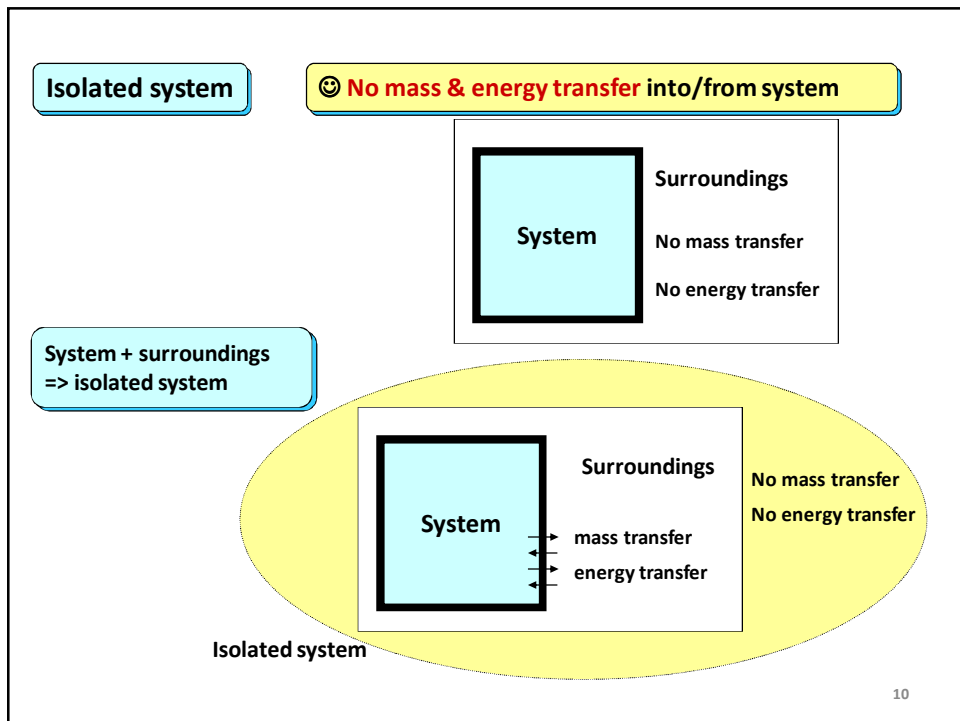 Isolated system
☺ No mass & energy transfer into/from system
Surroundings
System
No mass transfer
No energy transfer
System + surroundings
=> isolated system
Surroundings
No mass transfer
No energy transfer
System
mass transfer
energy transfer
Isolated system
10